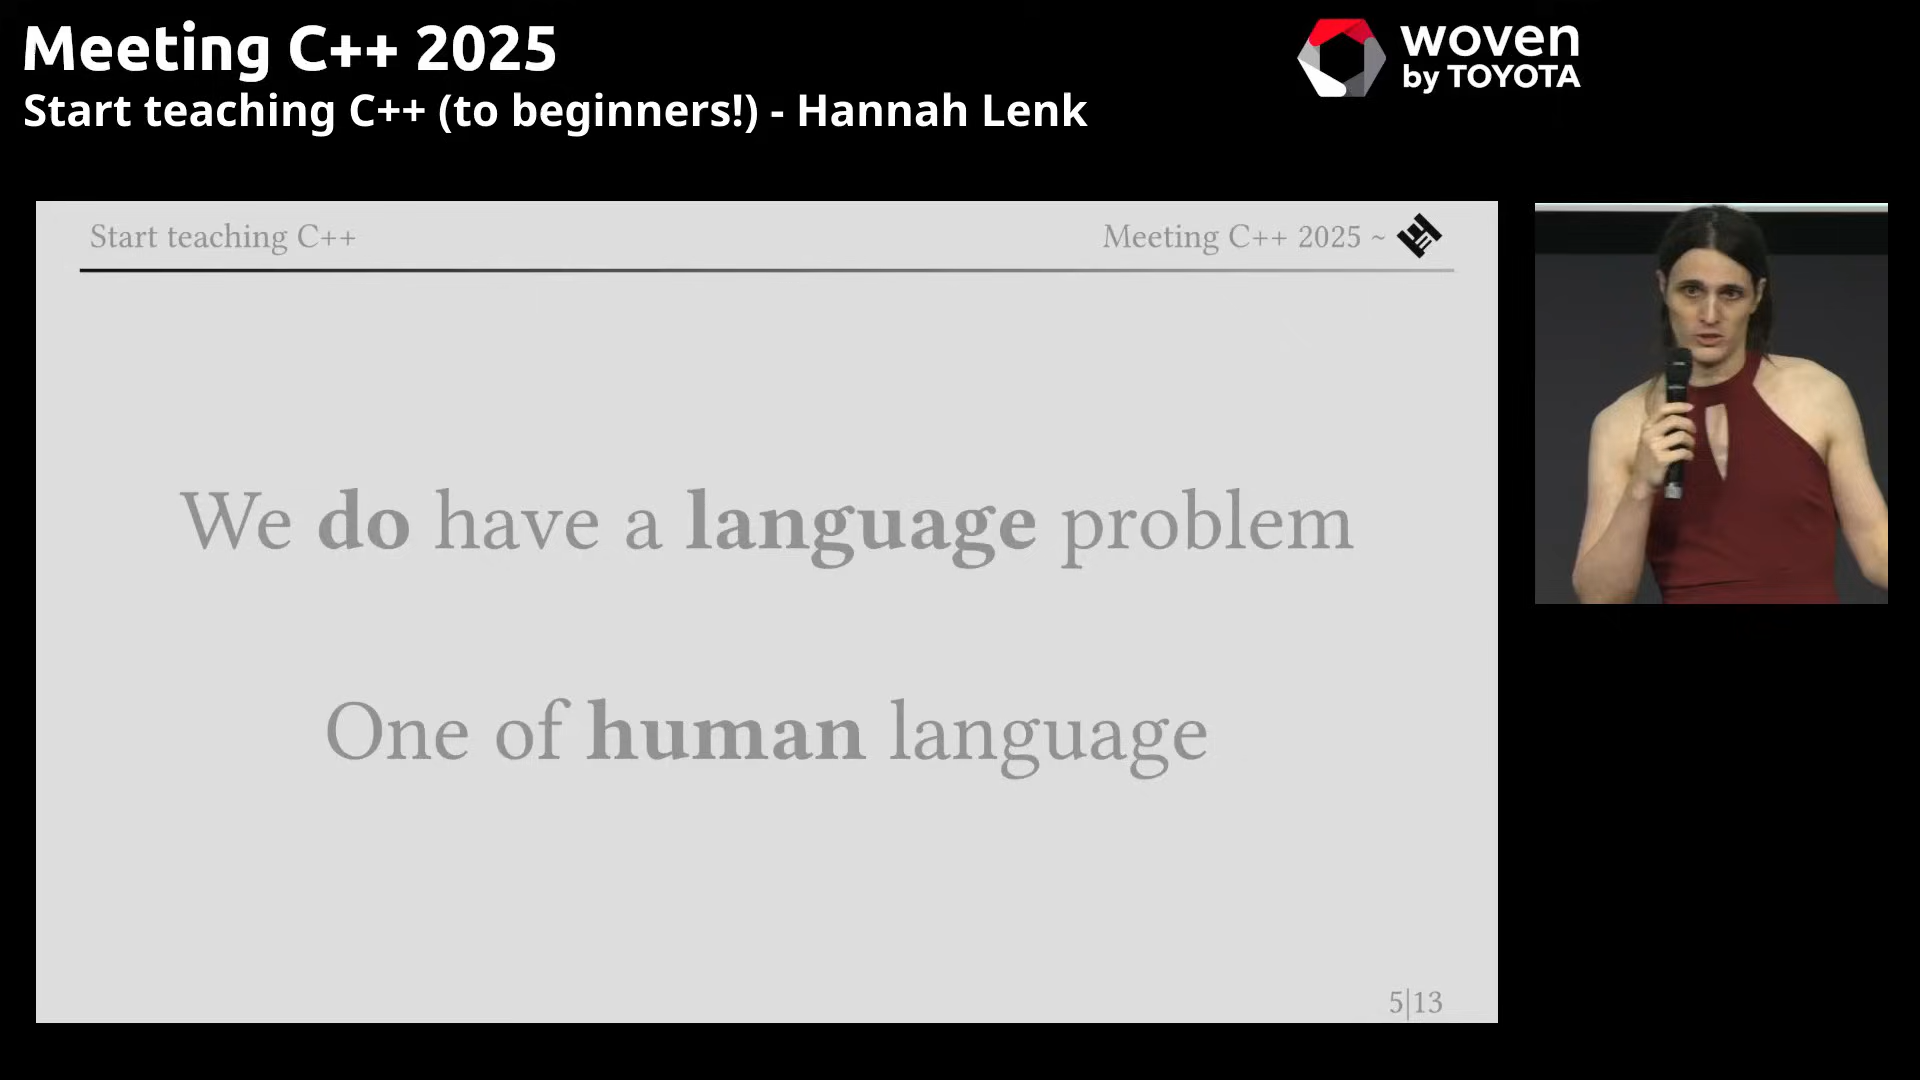 Meeting C++ 2025
Start teaching C++ (to beginners!) - Hannah Lenk
woven
by TOYOTA
Start teaching C++
Meeting C++ 2025 ~
We do have a language problem
One of human language
5|13